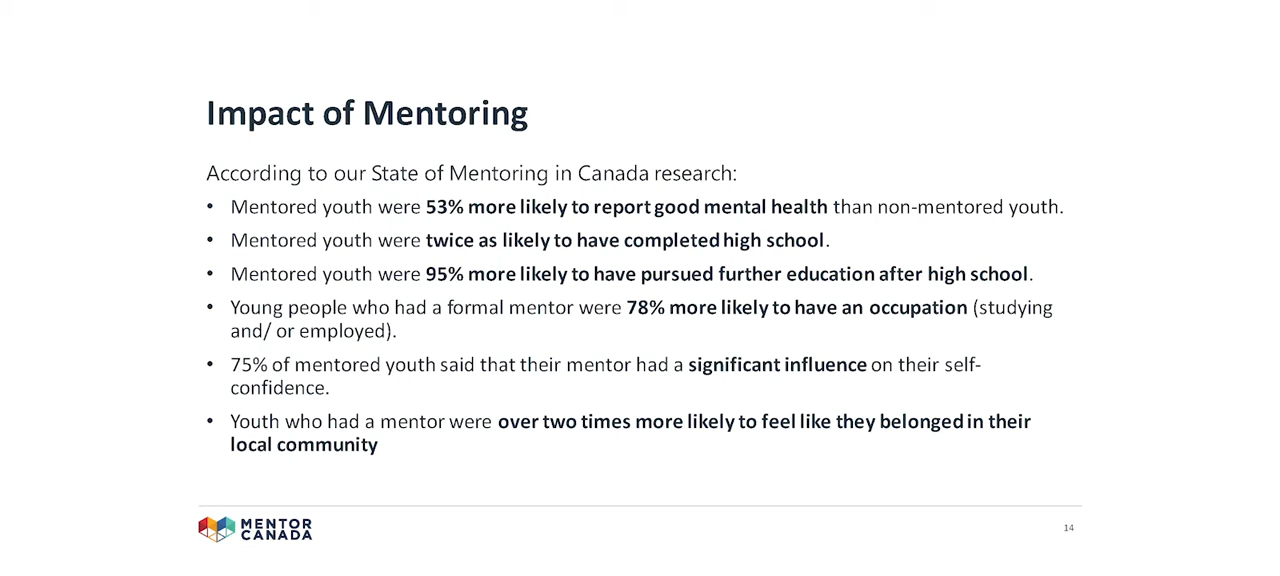 Impact of Mentoring
According to our State of Mentoring in Canada research:
• Mentored youth were 53% more likely to report good mental health than non-mentored youth.
• Mentored youth were twice as likely to have completed high school.
• Mentored youth were 95% more likely to have pursued further education after high school.
• Young people who had a formal mentor were 78% more likely to have an occupation (studying
and/ or employed).
• 75% of mentored youth said that their mentor had a significant influence on their self-
confidence.
• Youth who had a mentor were over two times more likely to feel like they belonged in their
local community
MENTOR
CANADA
14